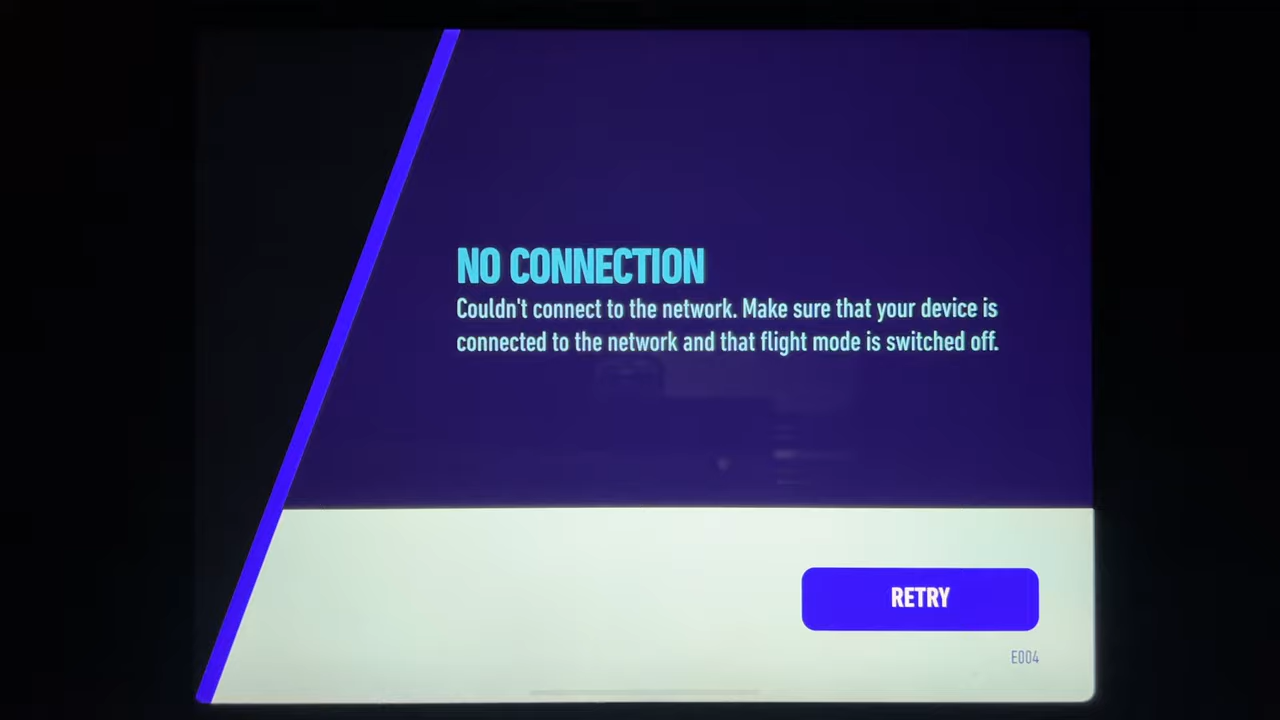 NO CONNECTION
Couldn't connect to the network. Make sure that your device is
connected to the network and that flight mode is switched off.
RETRY
E004